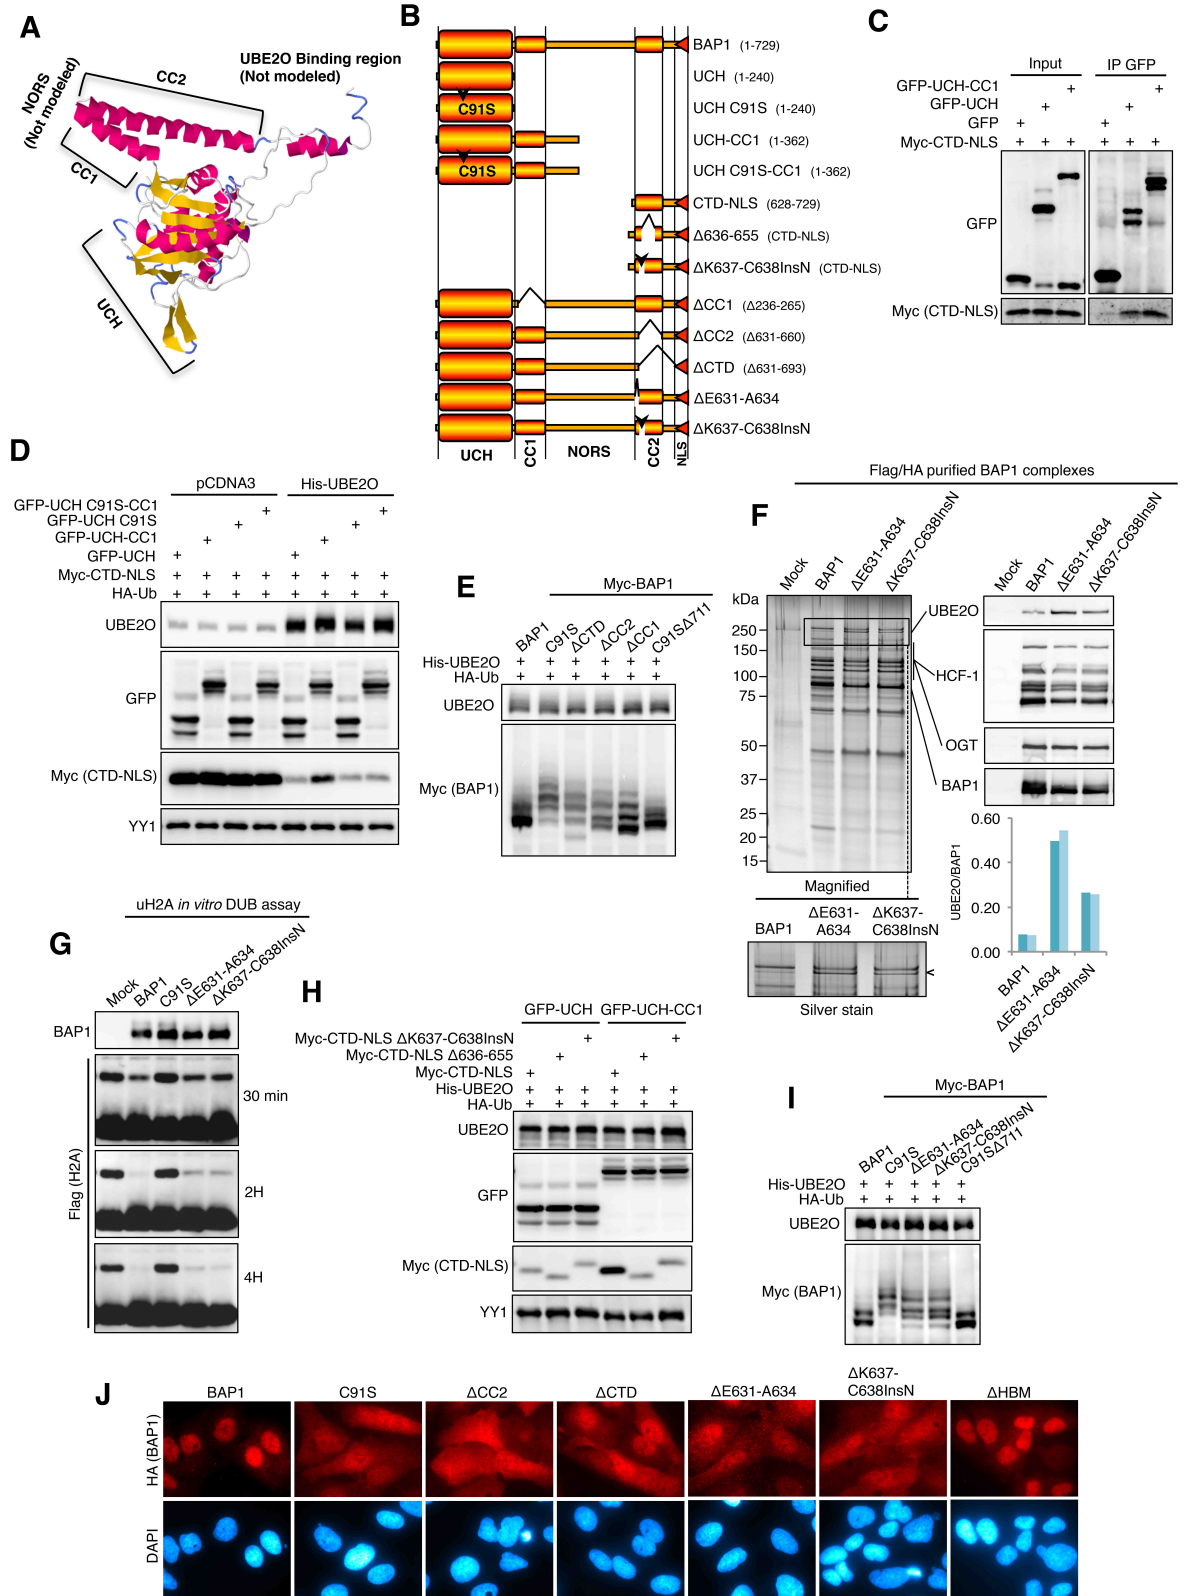 A
UBE2O Binding region
(Not modeled)
CC2
NORS
(Not modeled)
CC1
UCH
B
C91S
C91S
BAP1 (1-729)
UCH (1-240)
UCH C91S (1-240)
UCH-CC1 (1-362)
UCH C91S-CC1 (1-362)
CTD-NLS (628-729)
Δ636-655 (CTD-NLS)
ΔK637-C638InsN (CTD-NLS)
ΔCC1 (Δ236-265)
ΔCC2 (Δ631-660)
ΔCTD (Δ631-693)
ΔE631-A634
ΔK637-C638InsN
UCH
CC1
NORS
CC2
NLS
C
Input
IP GFP
GFP-UCH-CC1 + +
GFP-UCH + +
GFP + +
Myc-CTD-NLS + + + + + +
GFP
Myc (CTD-NLS)
D
pCDNA3
His-UBE2O
GFP-UCH C91S-CC1 + +
GFP-UCH C91S + +
GFP-UCH-CC1 + +
GFP-UCH + +
Myc-CTD-NLS + + + + + + + +
HA-Ub + + + + + + + +
UBE2O
GFP
Myc (CTD-NLS)
YY1
E
Myc-BAP1
BAP1
C91S
ΔCTD
ΔCC2
ΔCC1
C91SΔ711
His-UBE2O + + + + + +
HA-Ub + + + + + +
UBE2O
Myc (BAP1)
F
Flag/HA purified BAP1 complexes
Mock
BAP1
ΔE631-A634
ΔK637-C638InsN
Mock
BAP1
ΔE631-A634
ΔK637-C638InsN
kDa
250
150
100
75
50
37
25
20
15
UBE2O
HCF-1
OGT
BAP1
Magnified
BAP1
ΔE631-
A634
ΔK637-
C638InsN
<
Silver stain
UBE2O/BAP1
0.60
0.40
0.20
0.00
BAP1
ΔE631-A634
ΔK637-C638InsN
G
uH2A in vitro DUB assay
Mock
BAP1
C91S
ΔE631-A634
ΔK637-C638InsN
BAP1
Flag (H2A)
30 min
2H
4H
H
GFP-UCH GFP-UCH-CC1
Myc-CTD-NLS ΔK637-C638InsN + +
Myc-CTD-NLS Δ636-655 + +
Myc-CTD-NLS + +
His-UBE2O + + + + + +
HA-Ub + + + + + +
UBE2O
GFP
Myc (CTD-NLS)
YY1
I
Myc-BAP1
BAP1
C91S
ΔE631-A634
ΔK637-C638InsN
C91SΔ711
His-UBE2O + + + + +
HA-Ub + + + + +
UBE2O
Myc (BAP1)
J
BAP1
C91S
ΔCC2
ΔCTD
ΔE631-A634
ΔK637-
C638InsN
ΔHBM
HA (BAP1)
DAPI